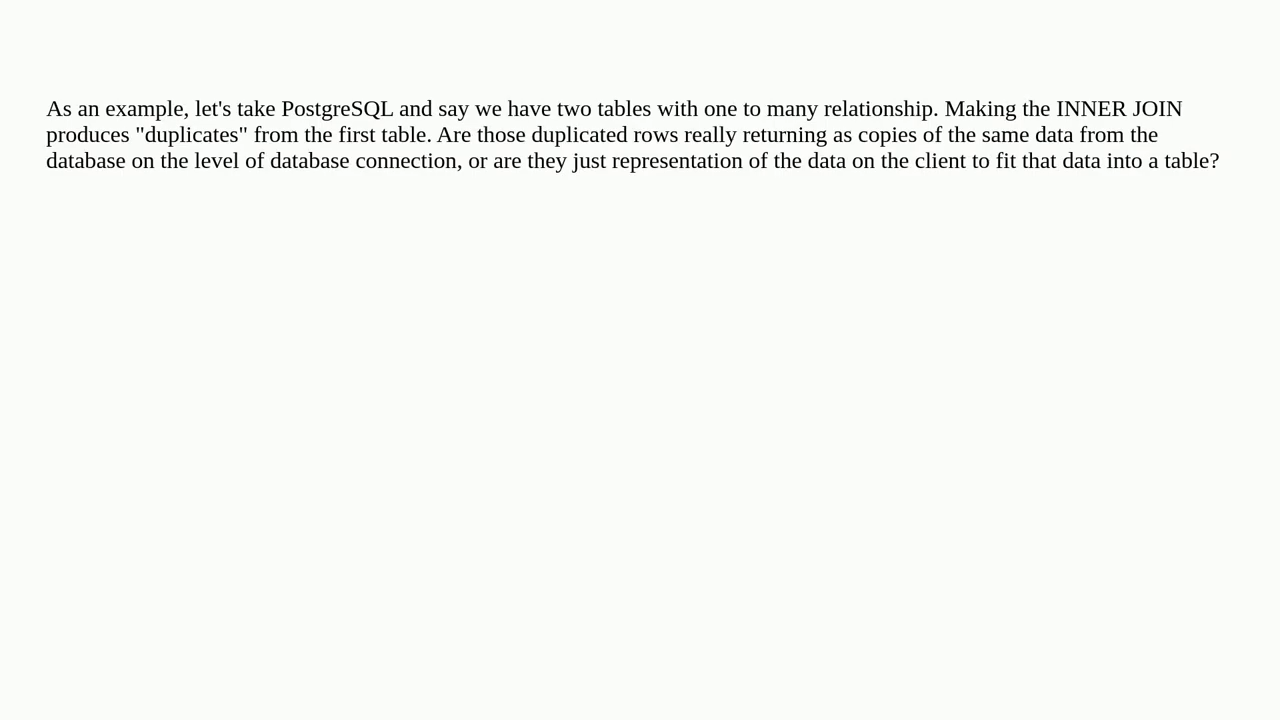 As an example, let's take PostgreSQL and say we have two tables with one to many relationship. Making the INNER JOIN
produces "duplicates" from the first table. Are those duplicated rows really returning as copies of the same data from the
database on the level of database connection, or are they just representation of the data on the client to fit that data into a table?